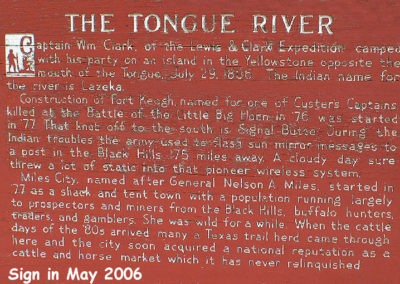 THE TONGUE RIVER
Captain Wm Clark, of the Lewis & Clark Expedition camped
with his party on an island in the Yellowstone opposite the
mouth of the Tongue, July 29, 1806. The Indian name for
the river is Lazeka.
Construction of Fort Keogh, named for one of Custers Captains
killed at the Battle of the Little Big Horn in '76 was started
in '77. That knot off to the south is Signal Butte. During the
Indian troubles the army used to flash sun mirror messages to
a post in the Black Hills 175 miles away. A cloudy day sure
threw a lot of static into that pioneer wireless system.
Miles City, named after General Nelson A. Miles, started in
'77 as a shack and tent town with a population running largely
to prospectors and miners from the Black Hills, buffalo hunters,
traders, and gamblers. She was wild for a while. When the cattle
days of the '80s arrived many a Texas trail herd came through
here and the city soon acquired a national reputation as a
cattle and horse market which it has never relinquished.
Sign in May 2006